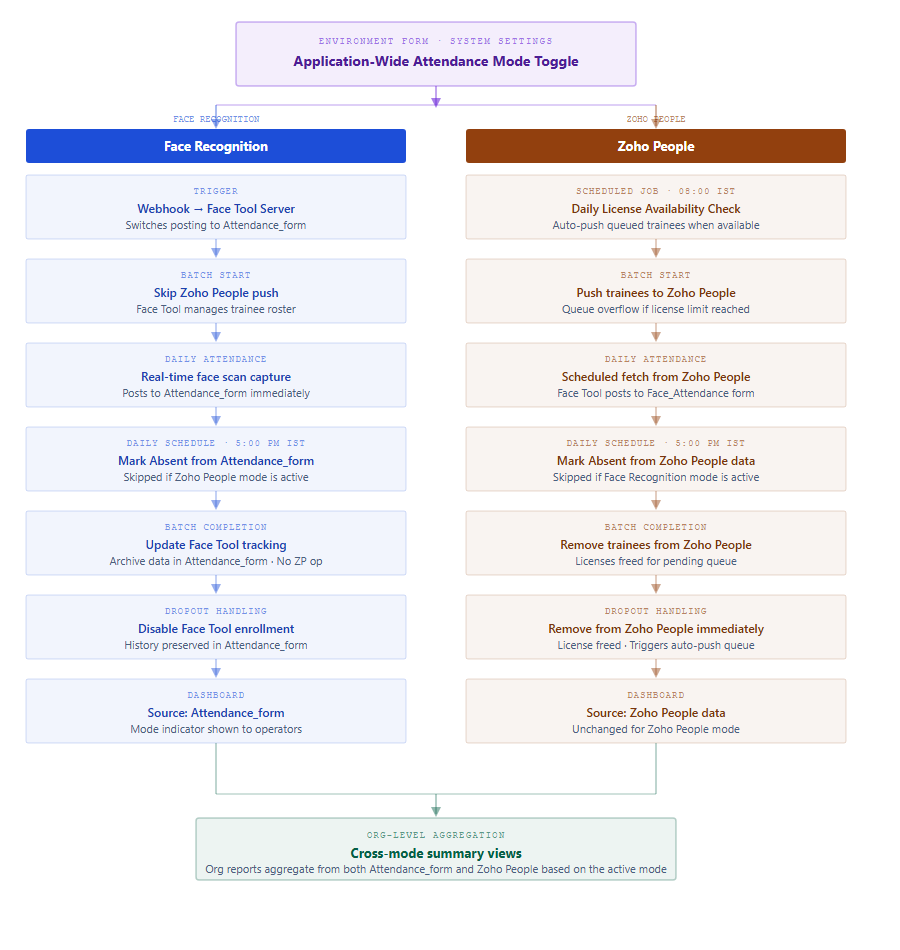 ENVIRONMENT FORM · SYSTEM SETTINGS
Application-Wide Attendance Mode Toggle
FACE RECOGNITION
Face Recognition
TRIGGER
Webhook → Face Tool Server
Switches posting to Attendance_form
BATCH START
Skip Zoho People push
Face Tool manages trainee roster
DAILY ATTENDANCE
Real-time face scan capture
Posts to Attendance_form immediately
DAILY SCHEDULE · 5:00 PM IST
Mark Absent from Attendance_form
Skipped if Zoho People mode is active
BATCH COMPLETION
Update Face Tool tracking
Archive data in Attendance_form · No ZP op
DROPOUT HANDLING
Disable Face Tool enrollment
History preserved in Attendance_form
DASHBOARD
Source: Attendance_form
Mode indicator shown to operators
ZOHO PEOPLE
Zoho People
SCHEDULED JOB · 08:00 IST
Daily License Availability Check
Auto-push queued trainees when available
BATCH START
Push trainees to Zoho People
Queue overflow if license limit reached
DAILY ATTENDANCE
Scheduled fetch from Zoho People
Face Tool posts to Face_Attendance form
DAILY SCHEDULE · 5:00 PM IST
Mark Absent from Zoho People data
Skipped if Face Recognition mode is active
BATCH COMPLETION
Remove trainees from Zoho People
Licenses freed for pending queue
DROPOUT HANDLING
Remove from Zoho People immediately
License freed · Triggers auto-push queue
DASHBOARD
Source: Zoho People data
Unchanged for Zoho People mode
ORG-LEVEL AGGREGATION
Cross-mode summary views
Org reports aggregate from both Attendance_form and Zoho People based on the active mode